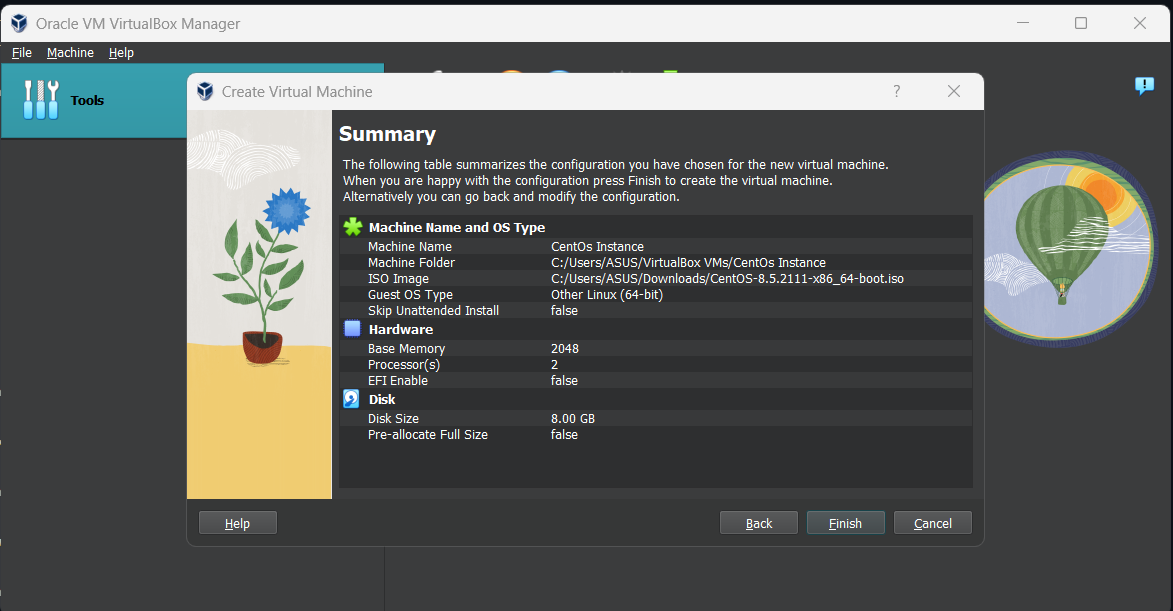 Oracle VM VirtualBox Manager
File Machine Help
Tools
Create Virtual Machine
?
Summary
The following table summarizes the configuration you have chosen for the new virtual machine.
When you are happy with the configuration press Finish to create the virtual machine.
Alternatively you can go back and modify the configuration.
Machine Name and OS Type
Machine Name CentOs Instance
Machine Folder C:/Users/ASUS/VirtualBox VMs/CentOs Instance
ISO Image C:/Users/ASUS/Downloads/CentOS-8.5.2111-x86_64-boot.iso
Guest OS Type Other Linux (64-bit)
Skip Unattended Install false
Hardware
Base Memory 2048
Processor(s) 2
EFI Enable false
Disk
Disk Size 8.00 GB
Pre-allocate Full Size false
Help Back Finish Cancel